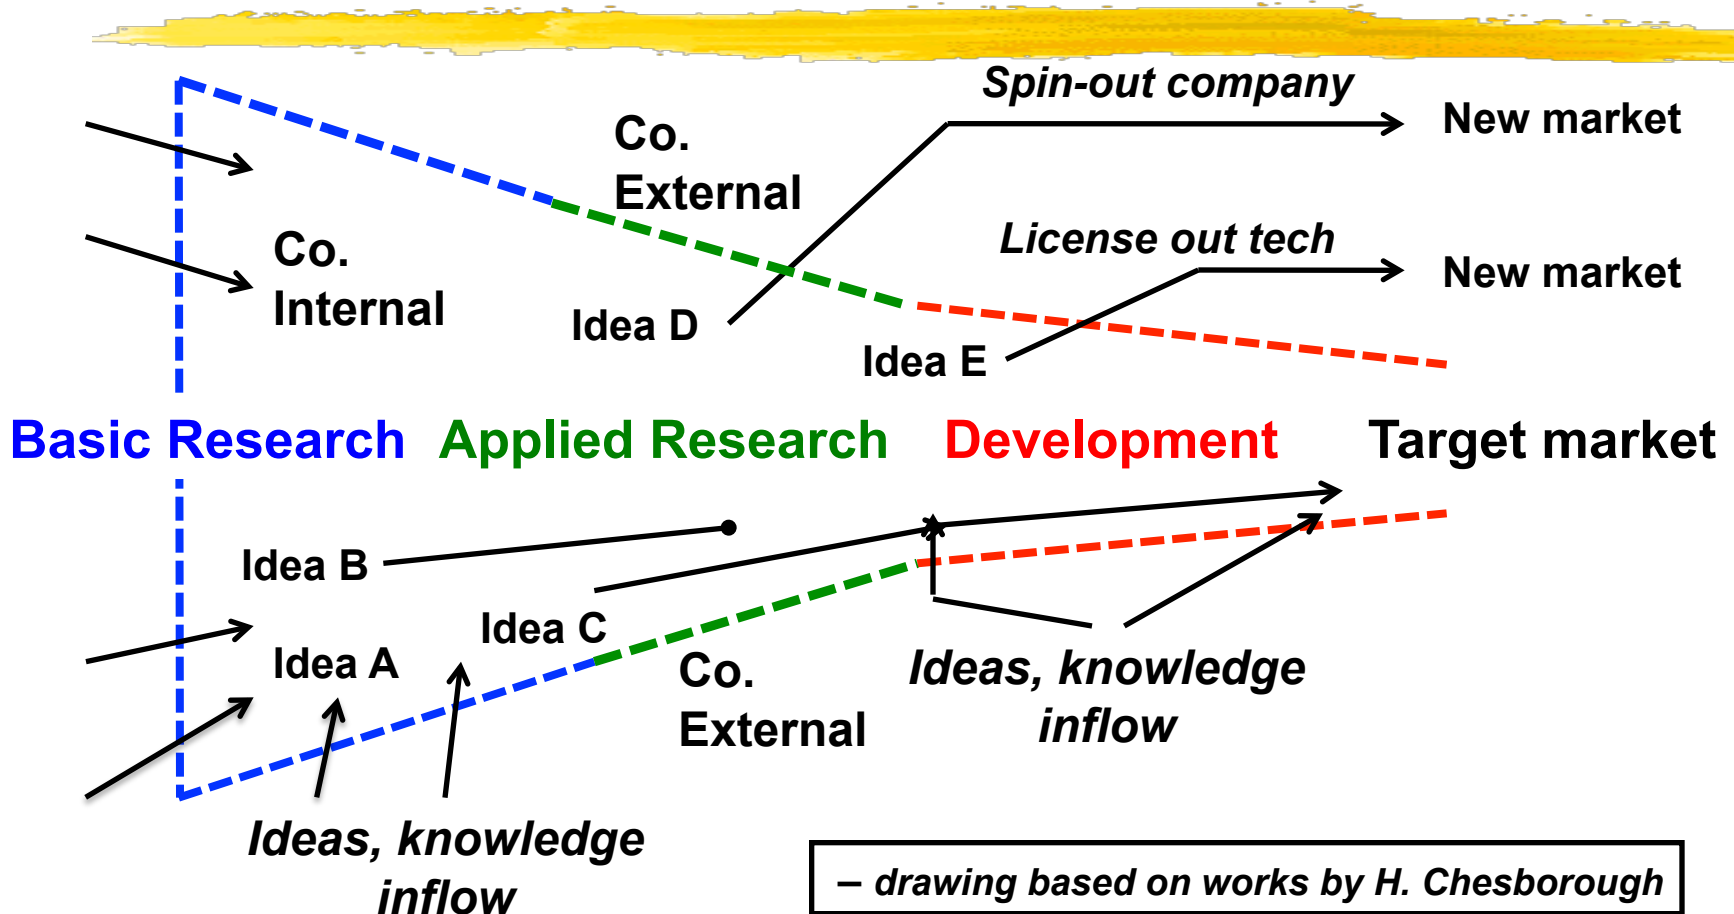 Spin-out company
New market
Co.
External
License out tech
New market
Co.
Internal
Idea D
Idea E
Basic Research
Applied Research
Development
Target market
Idea B
Idea C
Idea A
Co.
External
Ideas, knowledge
inflow
Ideas, knowledge
inflow
– drawing based on works by H. Chesborough